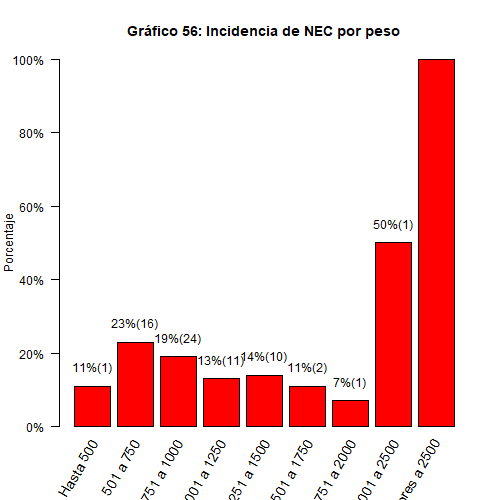 Gráfico 56: Incidencia de NEC por peso
Porcentaje
100%
80%
60%
40%
20%
0%
11%(1)
23%(16)
19%(24)
13%(11)
14%(10)
11%(2)
7%(1)
50%(1)
Hasta 500
501 a 750
751 a 1000
001 a 1250
251 a 1500
501 a 1750
751 a 2000
001 a 2500
ores a 2500